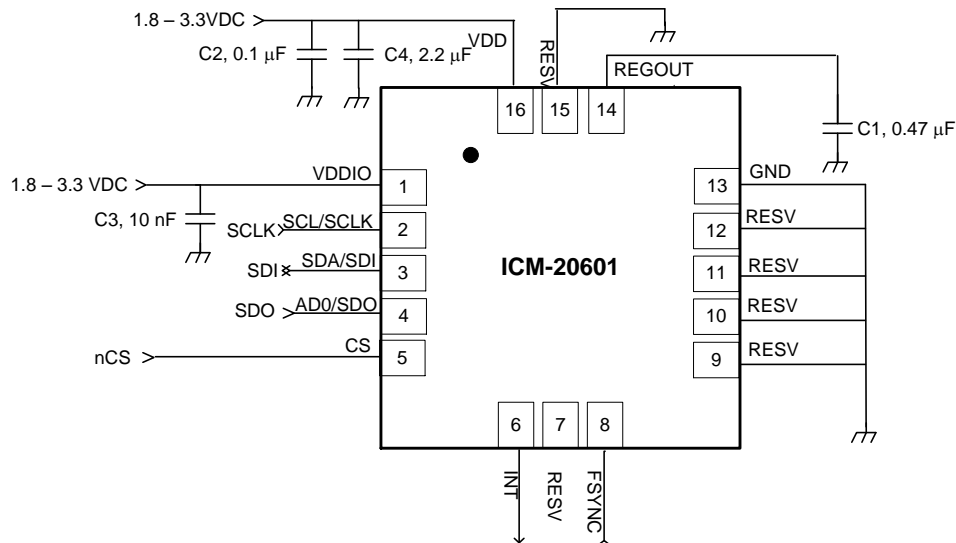 1.8 – 3.3VDC
C2, 0.1 μF
C4, 2.2 μF
VDD
RESV
REGOUT
16
15
14
C1, 0.47 μF
1.8 – 3.3 VDC
VDDIO
1
13
GND
C3, 10 nF
SCLK
SCL/SCLK
2
12
RESV
SDI
SDA/SDI
3
ICM-20601
11
RESV
SDO
AD0/SDO
4
10
RESV
nCS
CS
5
9
RESV
6
7
8
INT
RESV
FSYNC